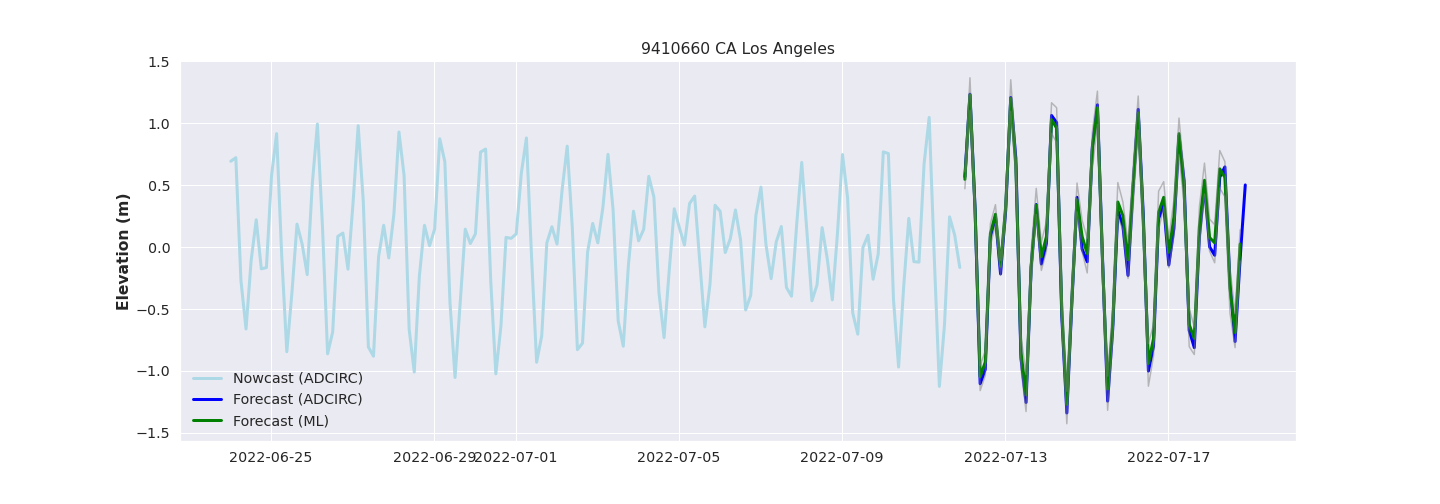 9410660 CA Los Angeles
1.5
1.0
0.5
0.0
−0.5
−1.0
−1.5
Elevation (m)
Nowcast (ADCIRC)
Forecast (ADCIRC)
Forecast (ML)
2022-06-25
2022-06-29
2022-07-01
2022-07-05
2022-07-09
2022-07-13
2022-07-17